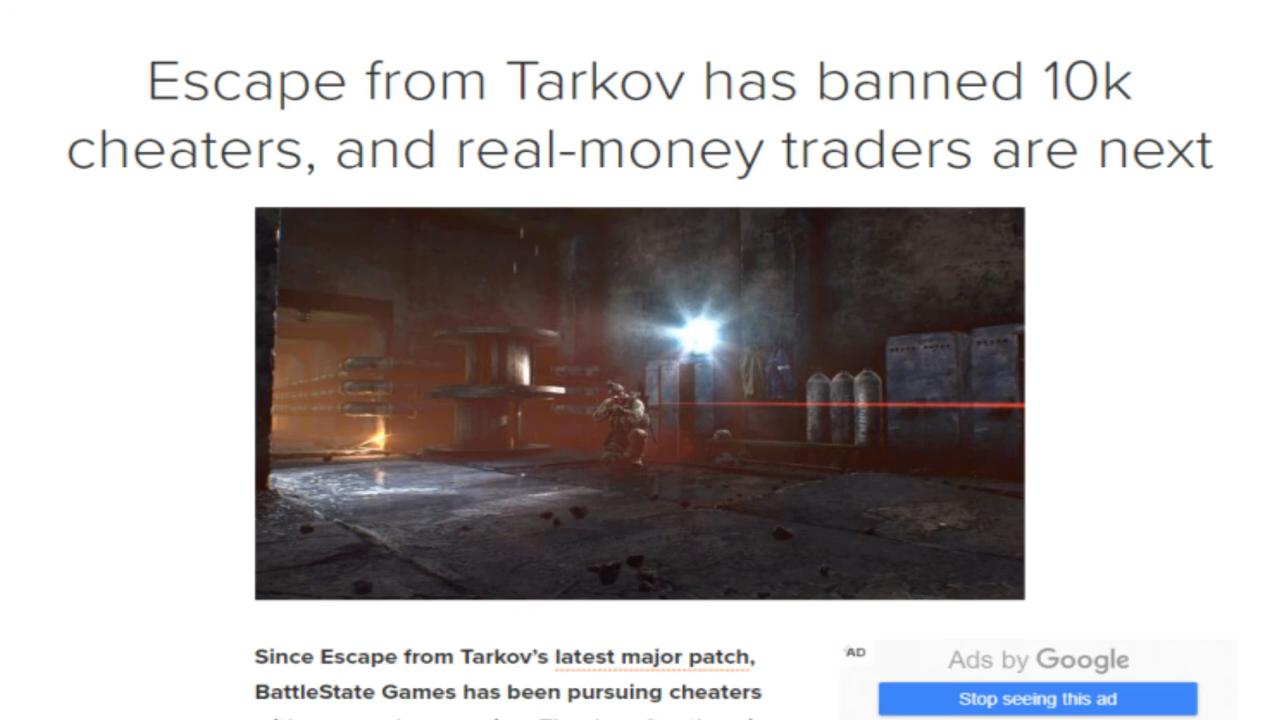 Escape from Tarkov has banned 10k
cheaters, and real-money traders are next
Since Escape from Tarkov's latest major patch,
BattleState Games has been pursuing cheaters
AD
Ads by Google
Stop seeing this ad